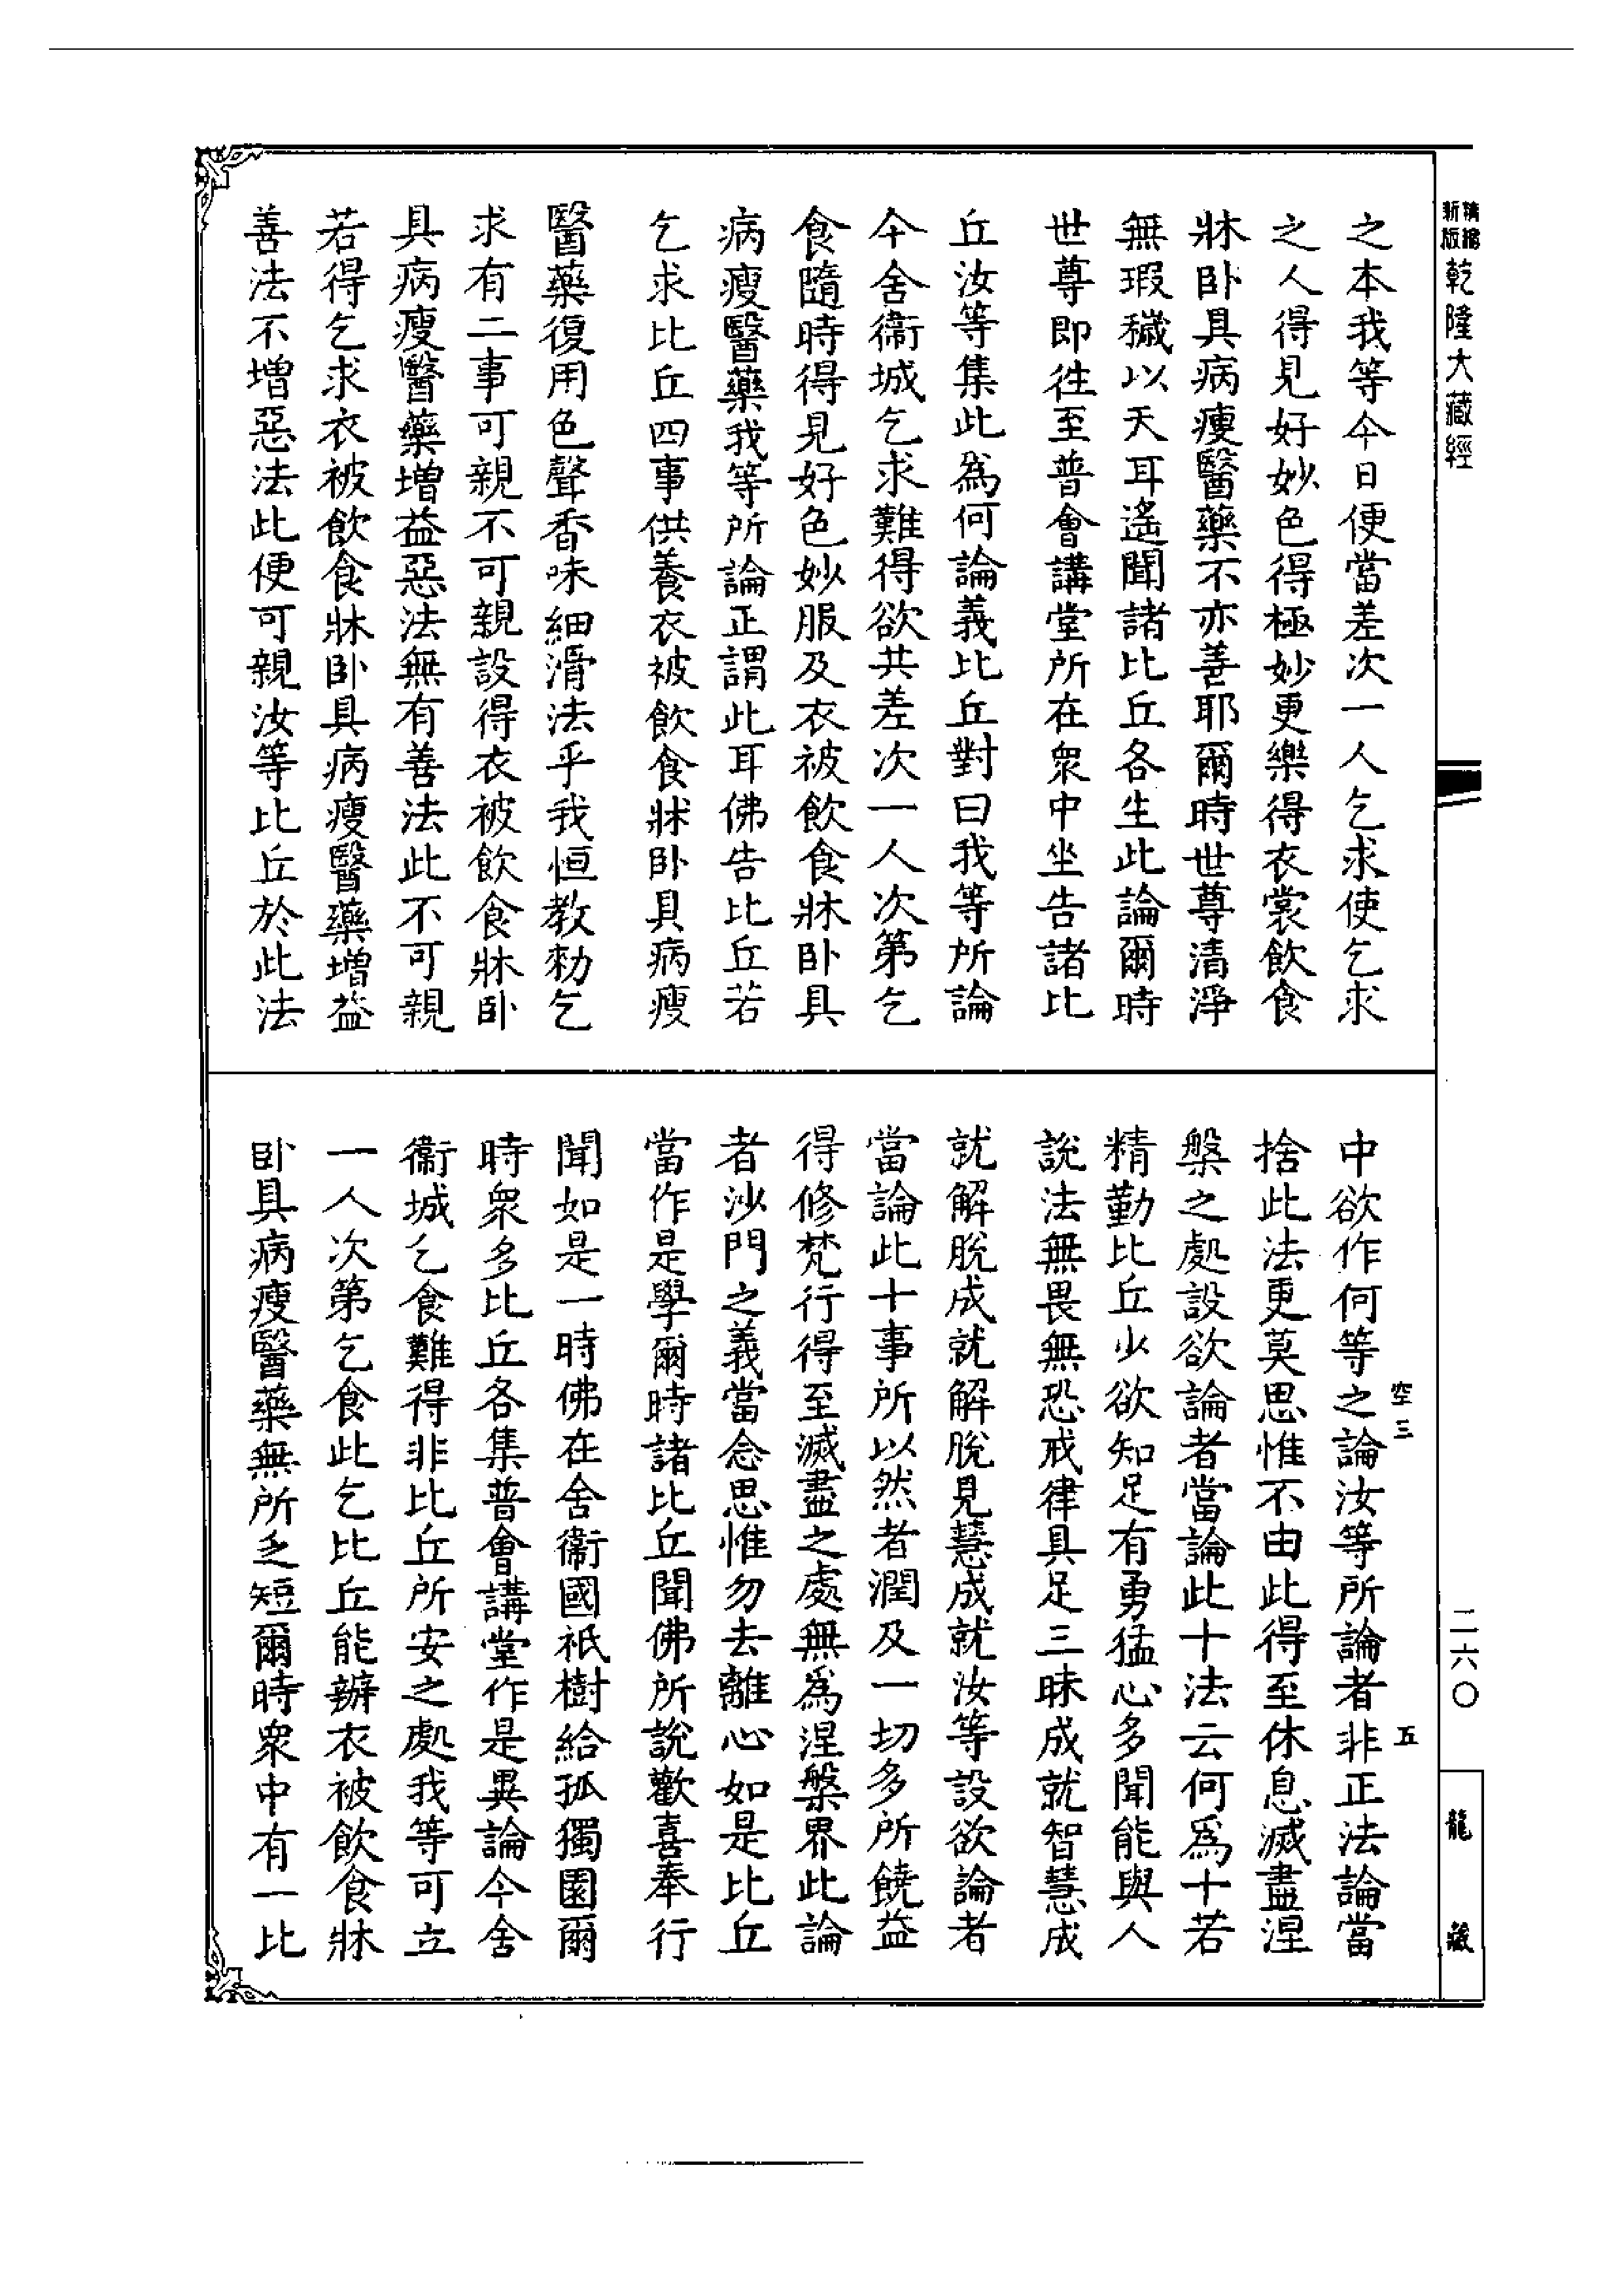 精縮新版乾隆大藏經
之本我等今日便當差次一人乞求使乞求
之人得見好妙色得極妙更樂得衣裳飲食
牀卧具病瘦醫藥不亦善耶爾時世尊清淨
無瑕穢以天耳遙聞諸比丘各生此論爾時
世尊即往至普會講堂所在衆中坐告諸比
丘汝等集此爲何論義比丘對曰我等所論
今舍衛城乞求難得欲共差次一人次第乞
食隨時得見好色妙服及衣被飲食牀卧具
病瘦醫藥我等所論正謂此耳佛告比丘若
乞求比丘四事供養衣被飲食牀卧具病瘦
醫藥復用色聲香味細滑法乎我恒教勑乞
求有二事可親不可親設得衣被飲食牀卧
具病瘦醫藥增益惡法無有善法此不可親
若得乞求衣被飲食牀卧具病瘦醫藥增益
善法不增惡法此便可親汝等比丘於此法
二六〇
龍藏
空三
五
中欲作何等之論汝等所論者非正法論當
捨此法更莫思惟不由此得至休息滅盡涅
槃之處設欲論者當論此十法云何爲十若
精勤比丘少欲知足有勇猛心多聞能與人
說法無畏無恐戒律具足三昧成就智慧成
就解脫成就解脫見慧成就汝等設欲論者
當論此十事所以然者潤及一切多所饒益
得修梵行得至滅盡之處無爲涅槃界此論
者沙門之義當念思惟勿去離心如是比丘
當作是學爾時諸比丘聞佛所說歡喜奉行
聞如是一時佛在舍衛國祇樹給孤獨園爾
時衆多比丘各集普會講堂作是異論今舍
衛城乞食難得非比丘所安之處我等可立
一人次第乞食此乞比丘能辦衣被飲食牀
卧具病瘦醫藥無所乏短爾時衆中有一比